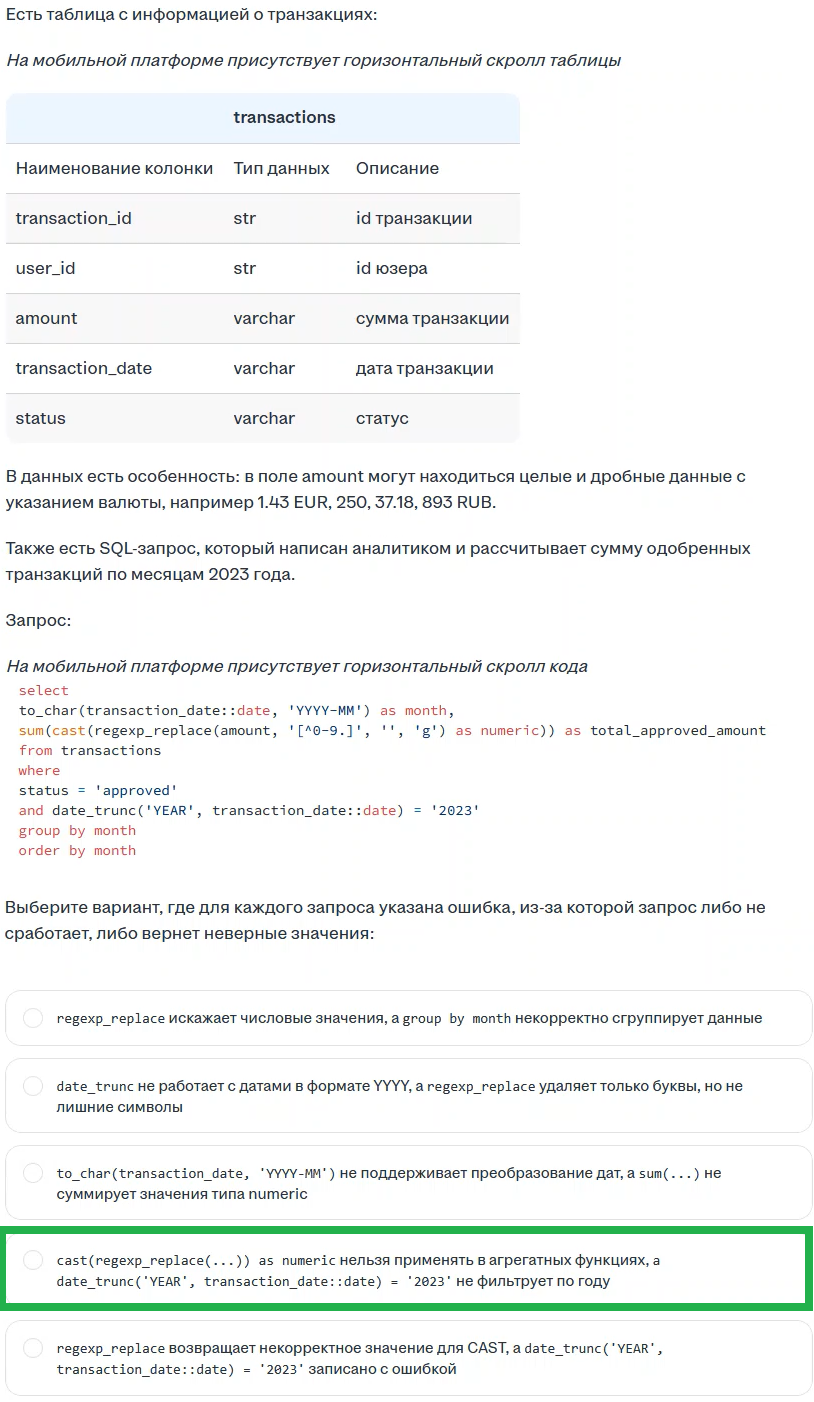 Есть таблица с информацией о транзакциях:
На мобильной платформе присутствует горизонтальный скролл таблицы
transactions
Наименование колонки Тип данных Описание
transaction_id str id транзакции
user_id str id юзера
amount varchar сумма транзакции
transaction_date varchar дата транзакции
status varchar статус
В данных есть особенность: в поле amount могут находиться целые и дробные данные с
указанием валюты, например 1.43 EUR, 250, 37.18, 893 RUB.
Также есть SQL-запрос, который написан аналитиком и рассчитывает сумму одобренных
транзакций по месяцам 2023 года.
Запрос:
На мобильной платформе присутствует горизонтальный скролл кода
select
to_char(transaction_date::date, 'YYYY-MM') as month,
sum(cast(regexp_replace(amount, '[^0-9.]', '', 'g') as numeric)) as total_approved_amount
from transactions
where
status = 'approved'
and date_trunc('YEAR', transaction_date::date) = '2023'
group by month
order by month
Выберите вариант, где для каждого запроса указана ошибка, из-за которой запрос либо не
сработает, либо вернет неверные значения:
regexp_replace искажает числовые значения, а group by month некорректно сгруппирует данные
date_trunc не работает с датами в формате YYYY, а regexp_replace удаляет только буквы, но не
лишние символы
to_char(transaction_date, 'YYYY-MM') не поддерживает преобразование дат, а sum(...) не
суммирует значения типа numeric
cast(regexp_replace(...)) as numeric нельзя применять в агрегатных функциях, а
date_trunc('YEAR', transaction_date::date) = '2023' не фильтрует по году
regexp_replace возвращает некорректное значение для CAST, а date_trunc('YEAR',
transaction_date::date) = '2023' записано с ошибкой